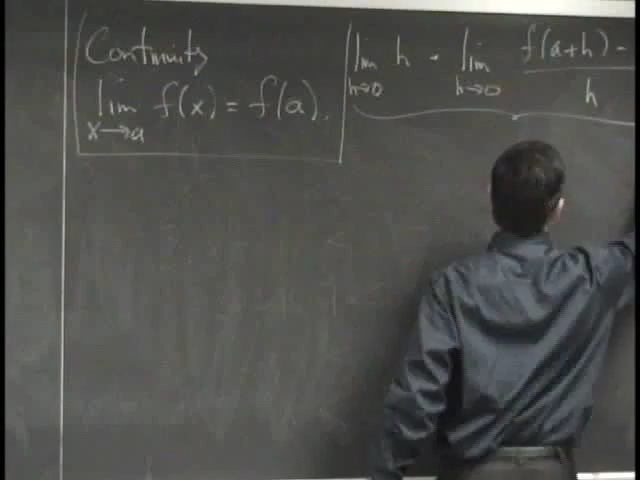 Continuity
lim f(x) = f(a).
x→a
lim h · lim f(a+h) −
h→0 h→0 h